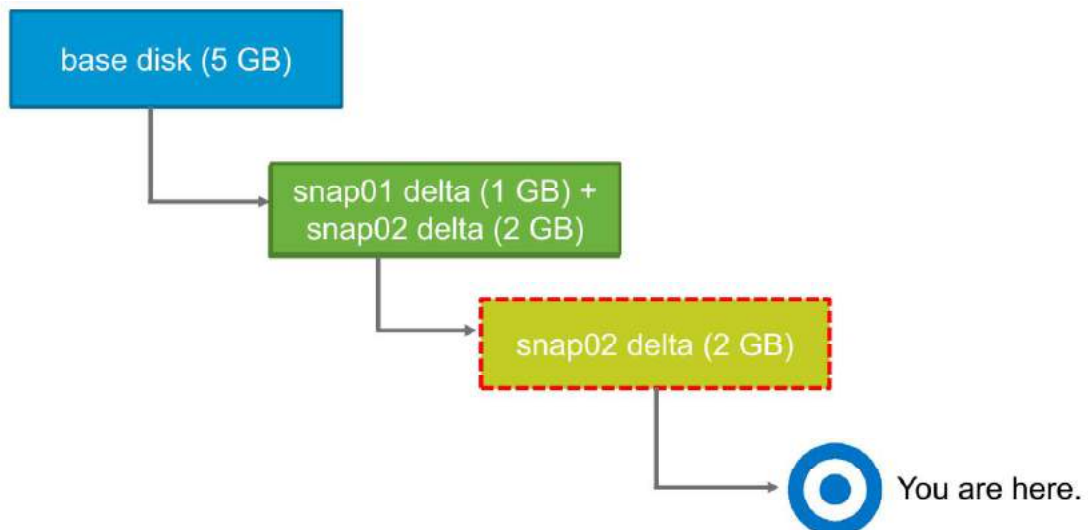 base disk (5 GB)
snap01 delta (1 GB) +
snap02 delta (2 GB)
snap02 delta (2 GB)
You are here.